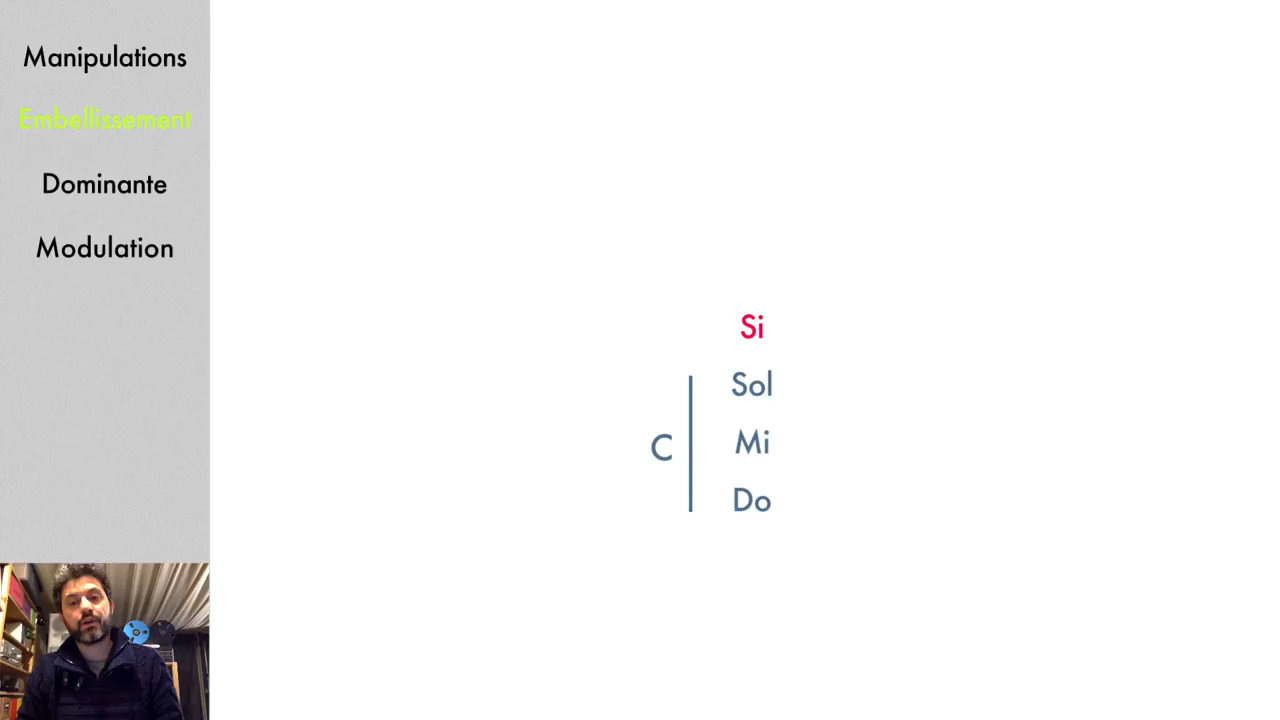 Manipulations
Embellissement
Dominante
Modulation
Si
Sol
C
Mi
Do